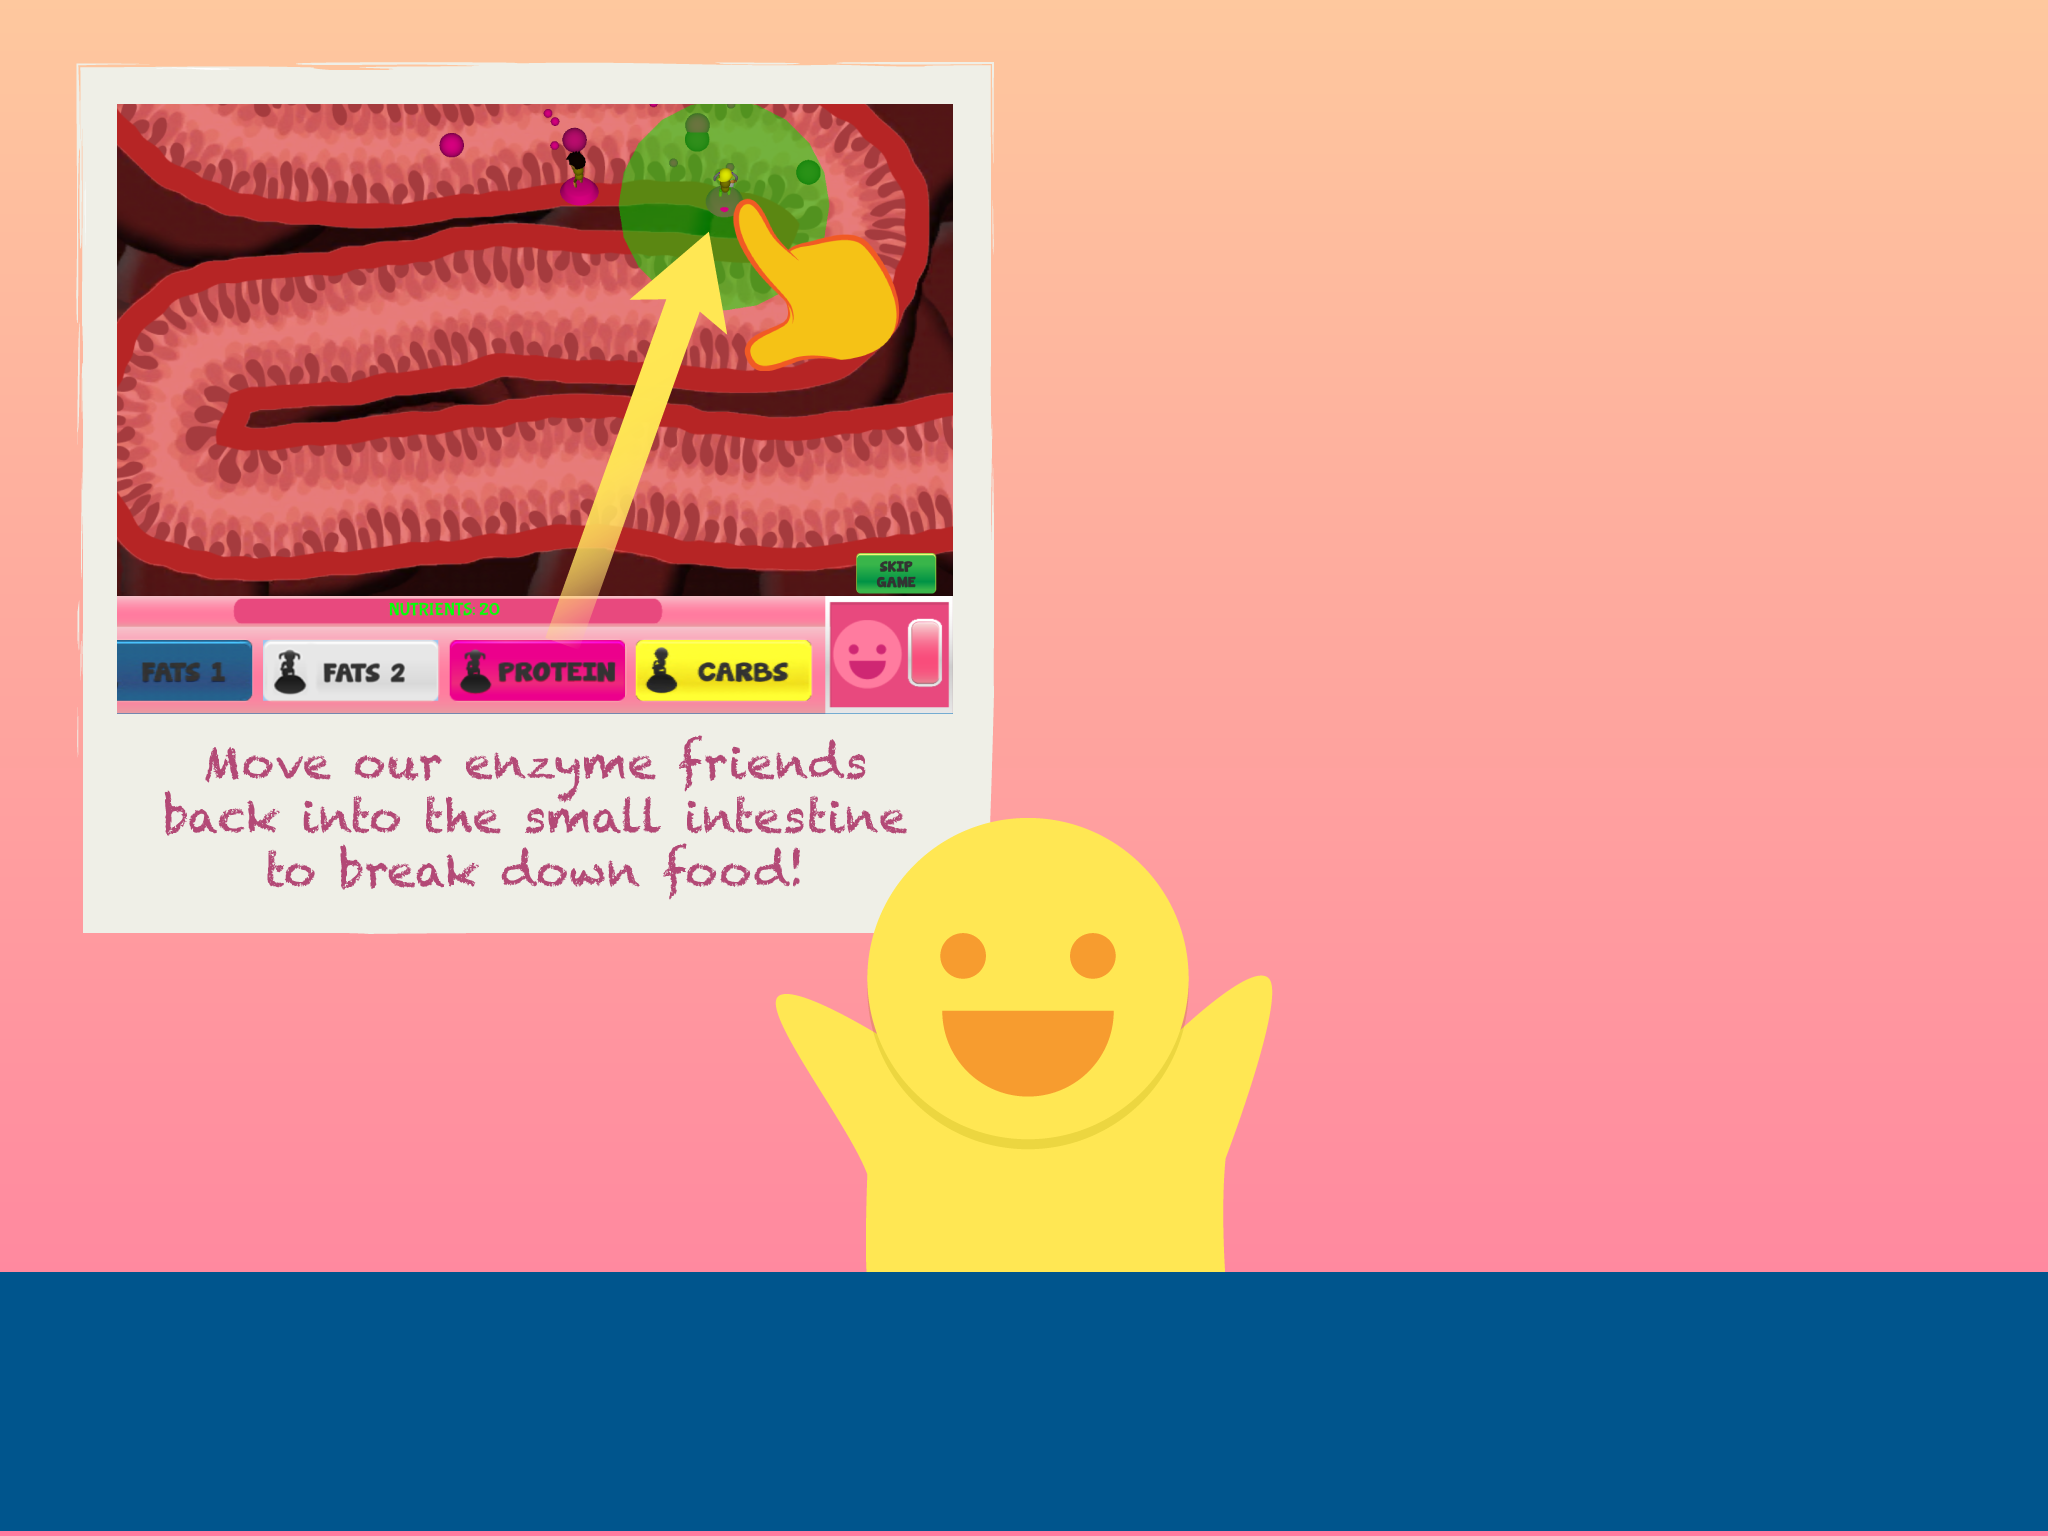 SKIP
GAME
NUTRIENTS: 20
FATS 1
FATS 2
PROTEIN
CARBS
Move our enzyme friends
back into the small intestine
to break down food!